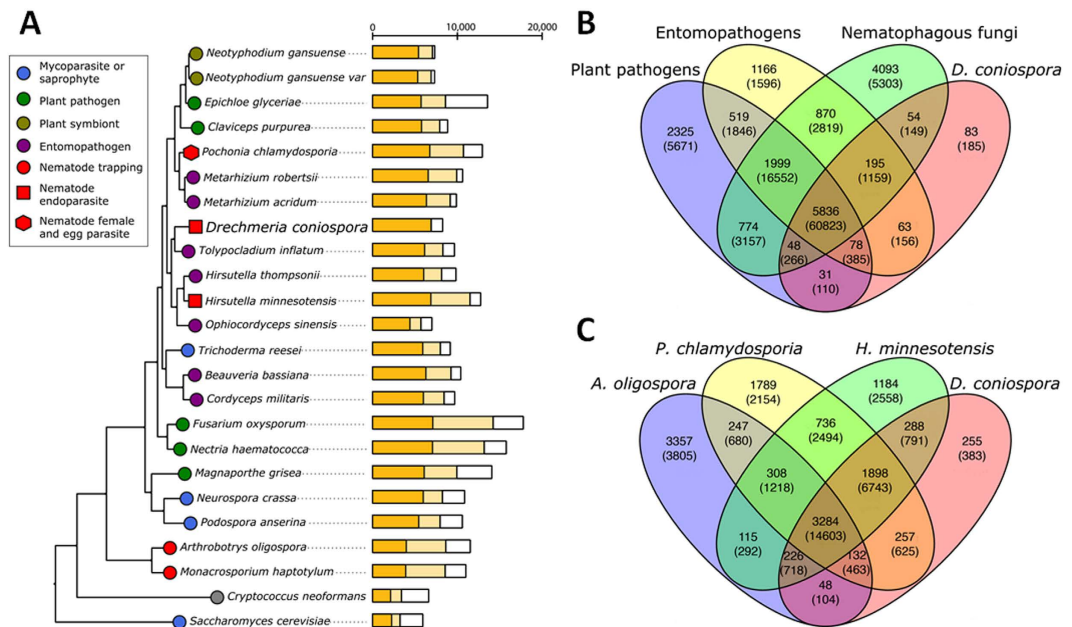 A
0
10,000
20,000
Mycoparasite or
saprophyte
Plant pathogen
Plant symbiont
Entomopathogen
Nematode trapping
Nematode
endoparasite
Nematode female
and egg parasite
Neotyphodium gansuense
Neotyphodium gansuense var
Epichloe glyceriae
Claviceps purpurea
Pochonia chlamydosporia
Metarhizium robertsii
Metarhizium acridum
Drechmeria coniospora
Tolypocladium inflatum
Hirsutella thompsonii
Hirsutella minnesotensis
Ophiocordyceps sinensis
Trichoderma reesei
Beauveria bassiana
Cordyceps militaris
Fusarium oxysporum
Nectria haematococca
Magnaporthe grisea
Neurospora crassa
Podospora anserina
Arthrobotrys oligospora
Monacrosporium haptotylum
Cryptococcus neoformans
Saccharomyces cerevisiae
B
Entomopathogens
Nematophagous fungi
Plant pathogens
D. coniospora
1166
(1596)
4093
(5303)
519
(1846)
870
(2819)
54
(149)
2325
(5671)
83
(185)
1999
(16552)
195
(1159)
5836
(60823)
774
(3157)
63
(156)
48
(266)
78
(385)
31
(110)
C
P. chlamydosporia
H. minnesotensis
A. oligospora
D. coniospora
1789
(2154)
1184
(2558)
247
(680)
736
(2494)
288
(791)
3357
(3805)
255
(383)
308
(1218)
1898
(6743)
3284
(14603)
115
(292)
257
(625)
226
(718)
132
(463)
48
(104)